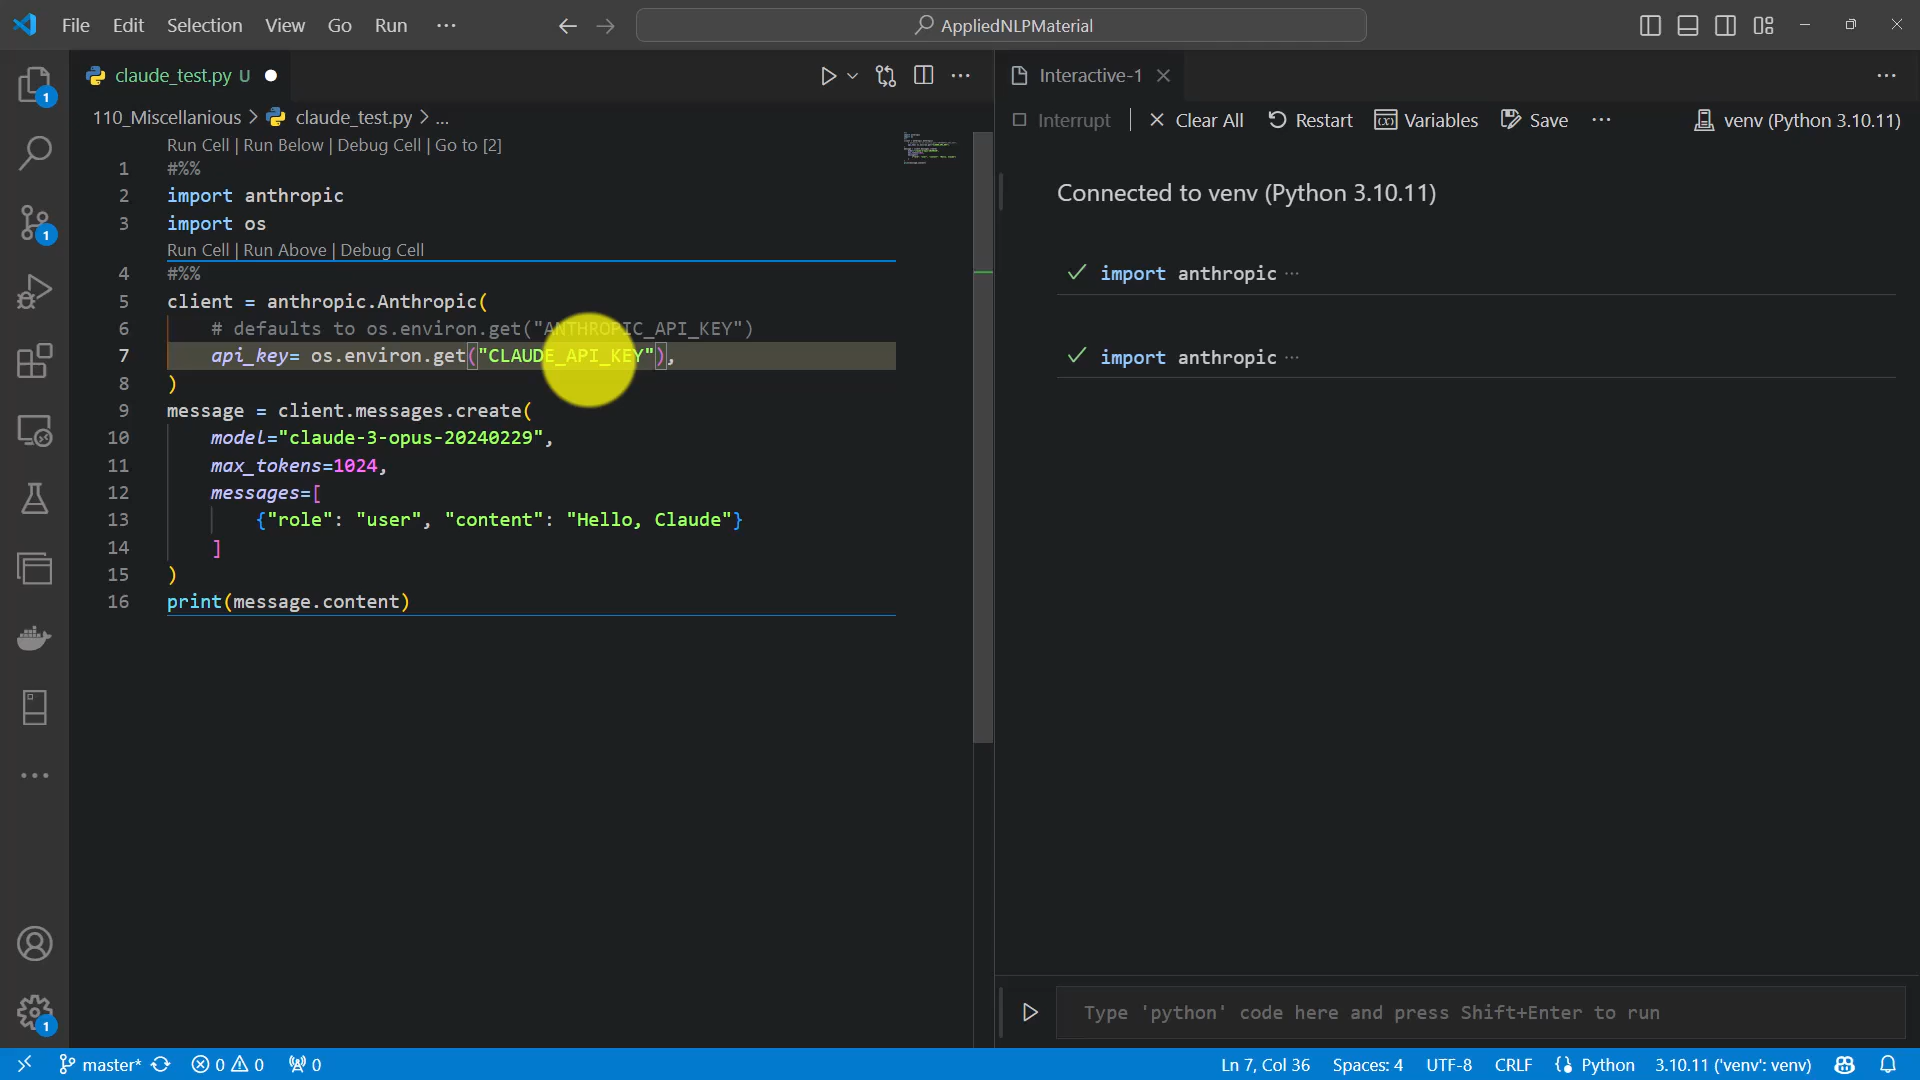 File Edit Selection View Go Run ··· AppliedNLPMaterial
claude_test.py U
Interactive-1
110_Miscellanious > claude_test.py > ...
Interrupt | Clear All Restart Variables Save ··· venv (Python 3.10.11)
Run Cell | Run Below | Debug Cell | Go to [2]
1 #%%
2 import anthropic
3 import os
Run Cell | Run Above | Debug Cell
4 #%%
5 client = anthropic.Anthropic(
6 # defaults to os.environ.get("ANTHROPIC_API_KEY")
7 api_key= os.environ.get("CLAUDE_API_KEY"),
8 )
9 message = client.messages.create(
10 model="claude-3-opus-20240229",
11 max_tokens=1024,
12 messages=[
13 {"role": "user", "content": "Hello, Claude"}
14 ]
15 )
16 print(message.content)
Connected to venv (Python 3.10.11)
import anthropic ···
import anthropic ···
Type 'python' code here and press Shift+Enter to run
1
1
1
master* 0 0 0 Ln 7, Col 36 Spaces: 4 UTF-8 CRLF Python 3.10.11 ('venv': venv)